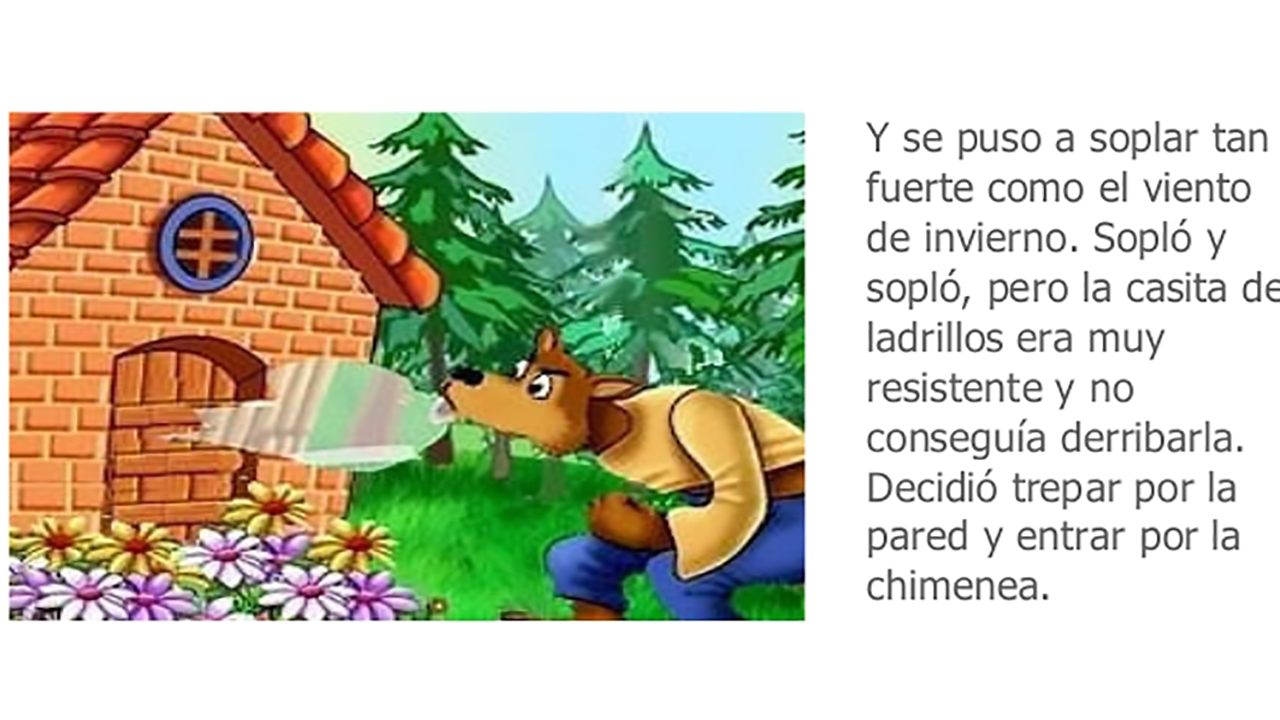 Y se puso a soplar tan
fuerte como el viento
de invierno. Sopló y
sopló, pero la casita de
ladrillos era muy
resistente y no
conseguía derribarla.
Decidió trepar por la
pared y entrar por la
chimenea.